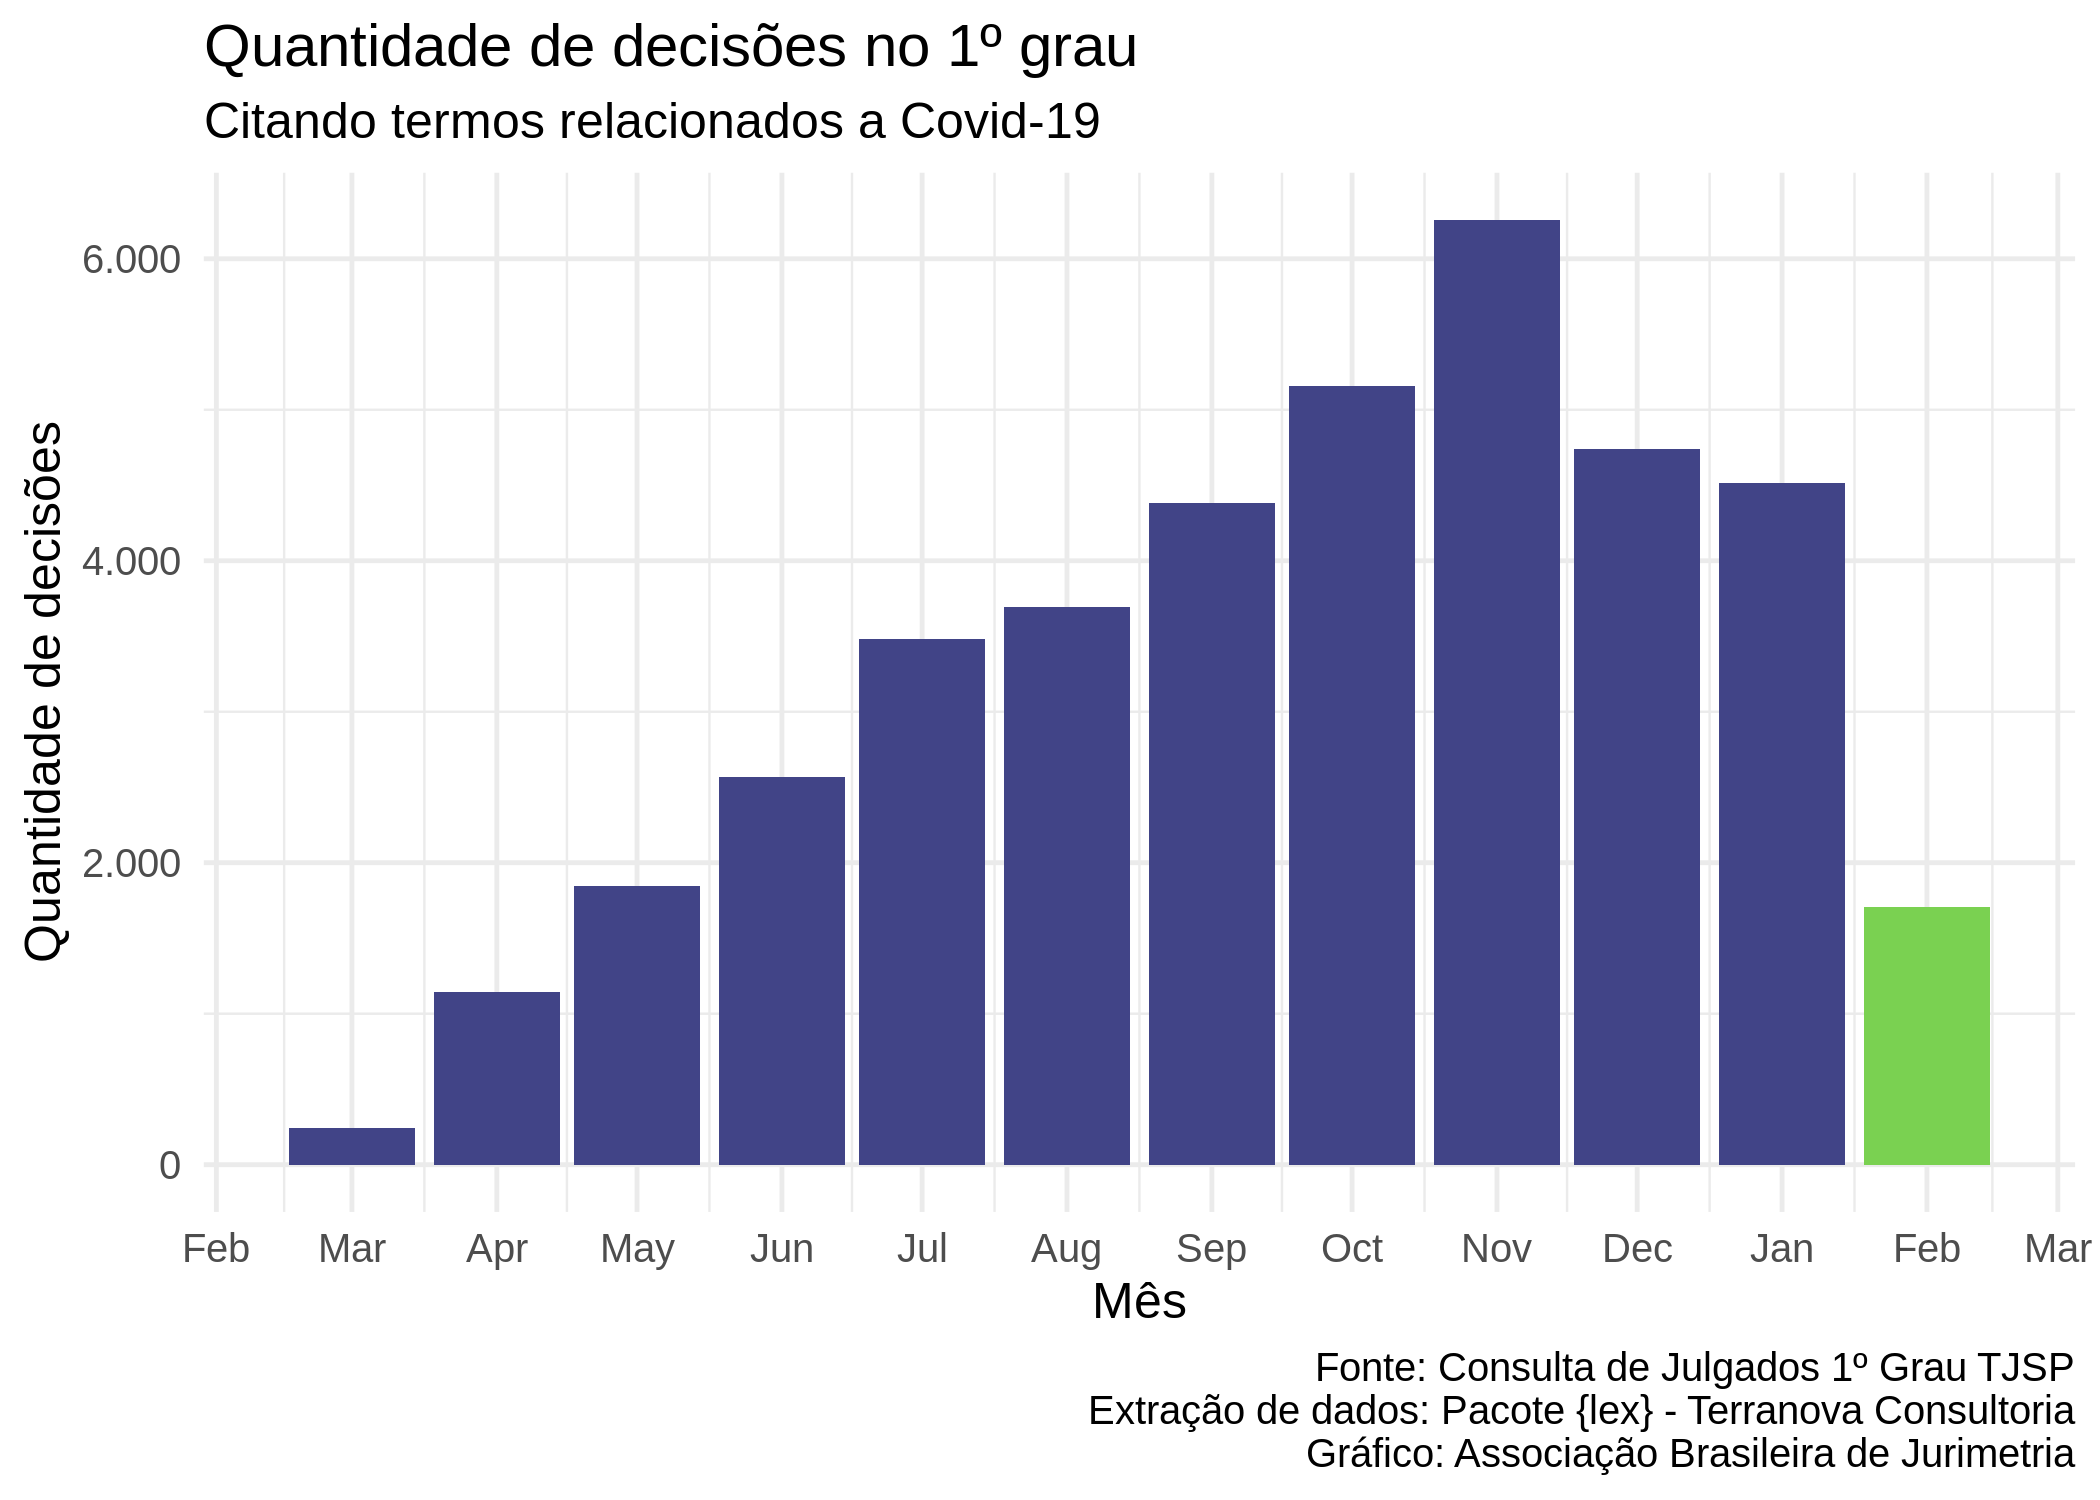 Quantidade de decisões no 1º grau
Citando termos relacionados a Covid-19
Quantidade de decisões
6.000
4.000
2.000
0
Feb Mar Apr May Jun Jul Aug Sep Oct Nov Dec Jan Feb Mar
Mês
Fonte: Consulta de Julgados 1º Grau TJSP
Extração de dados: Pacote {lex} - Terranova Consultoria
Gráfico: Associação Brasileira de Jurimetria